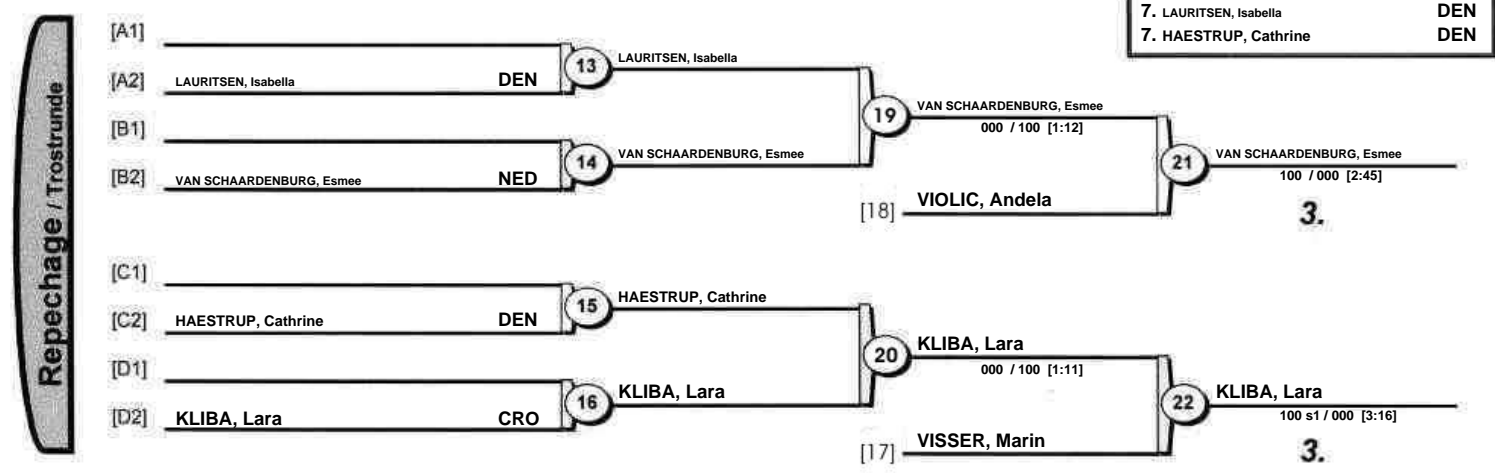 7. LAURITSEN, Isabella DEN
7. HAESTRUP, Cathrine DEN
Repechage / Trostrunde
[A1]
[A2] LAURITSEN, Isabella DEN
13 LAURITSEN, Isabella
[B1]
[B2] VAN SCHAARDENBURG, Esmee NED
14 VAN SCHAARDENBURG, Esmee
19 VAN SCHAARDENBURG, Esmee
000 / 100 [1:12]
[18] VIOLIC, Andela
21 VAN SCHAARDENBURG, Esmee
100 / 000 [2:45]
3.
[C1]
[C2] HAESTRUP, Cathrine DEN
15 HAESTRUP, Cathrine
[D1]
[D2] KLIBA, Lara CRO
16 KLIBA, Lara
20 KLIBA, Lara
000 / 100 [1:11]
[17] VISSER, Marin
22 KLIBA, Lara
100 s1 / 000 [3:16]
3.